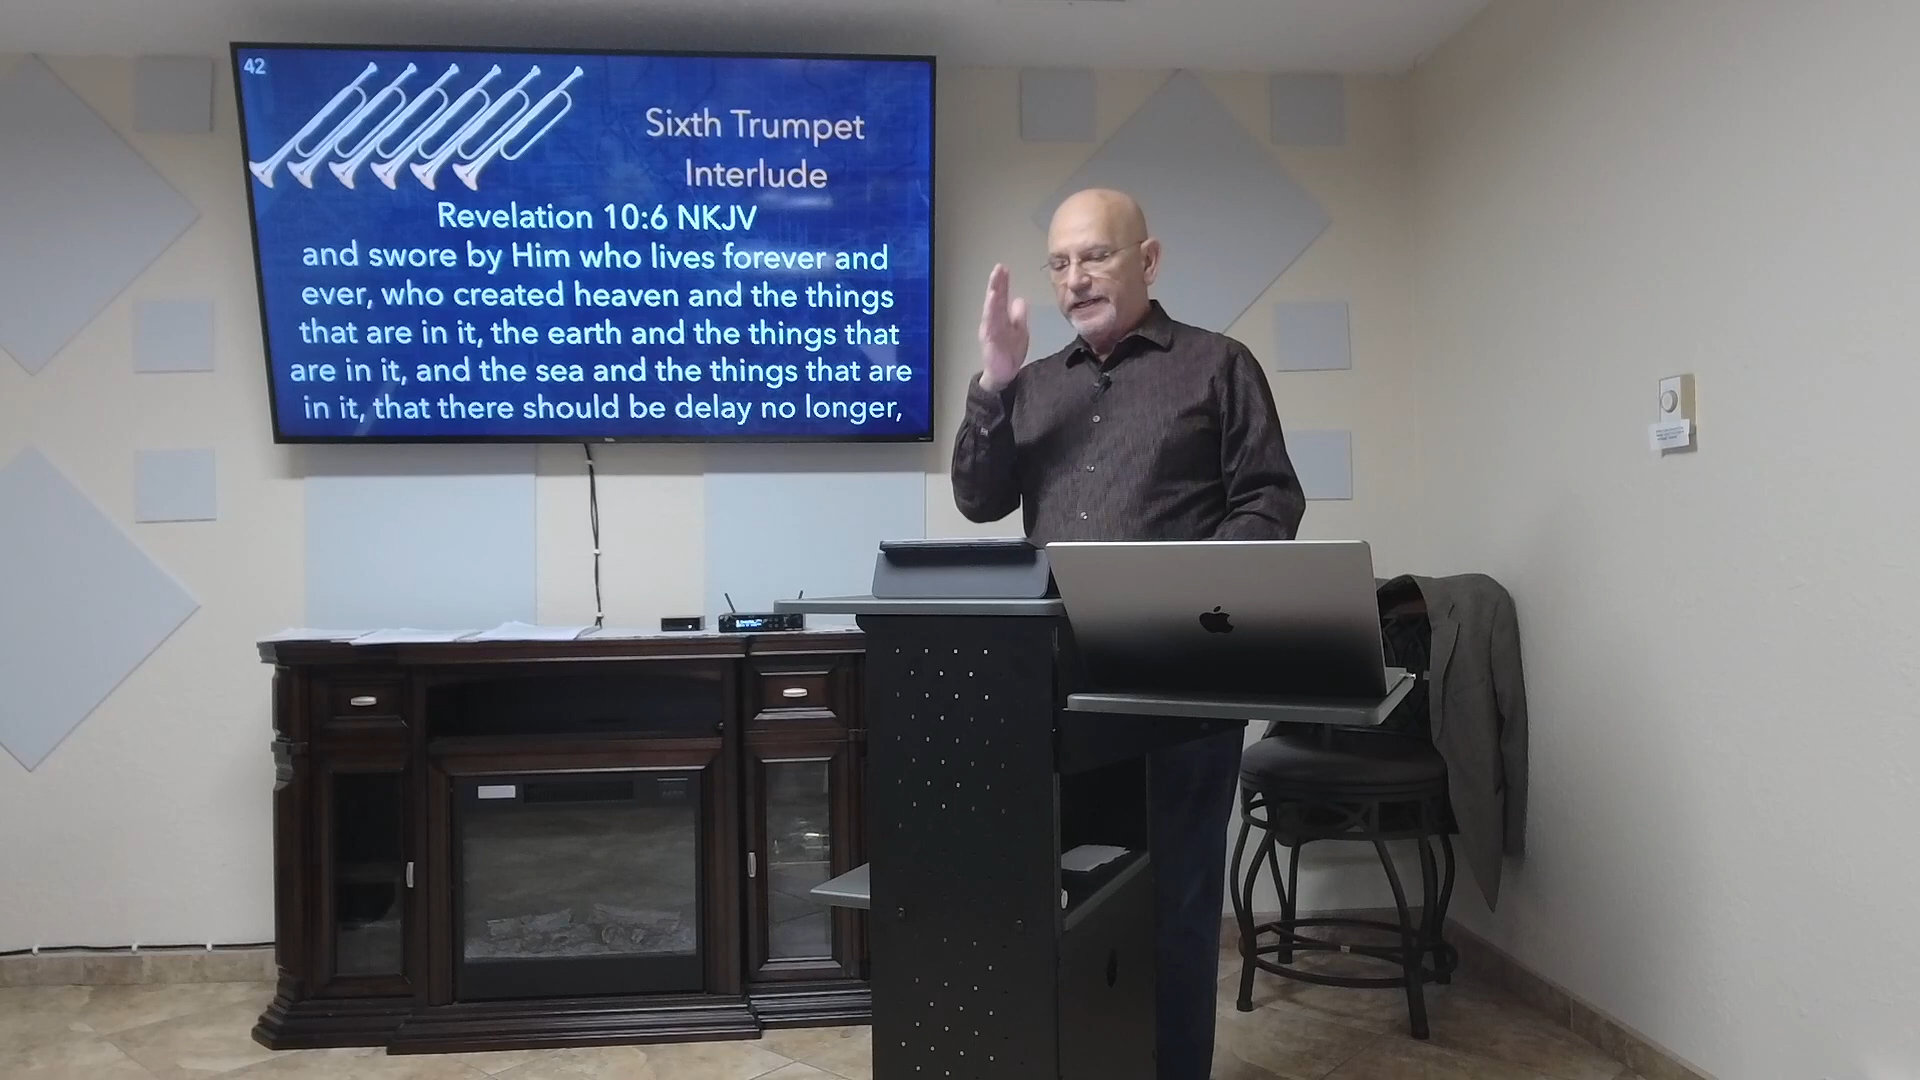 42
Sixth Trumpet
Interlude
Revelation 10:6 NKJV
and swore by Him who lives forever and
ever, who created heaven and the things
that are in it, the earth and the things that
are in it, and the sea and the things that are
in it, that there should be delay no longer,